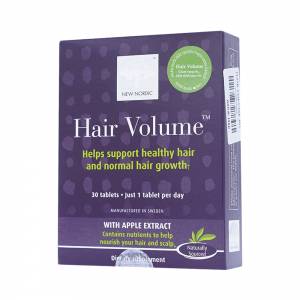 NEW NORDIC
Hair Volume™
Hair Volume™
Helps support healthy hair
and normal hair growth†
30 tablets • Just 1 tablet per day
MANUFACTURED IN SWEDEN
WITH APPLE EXTRACT
Contains nutrients to help
nourish your hair and scalp†
Naturally
Sourced
Dietary Supplement